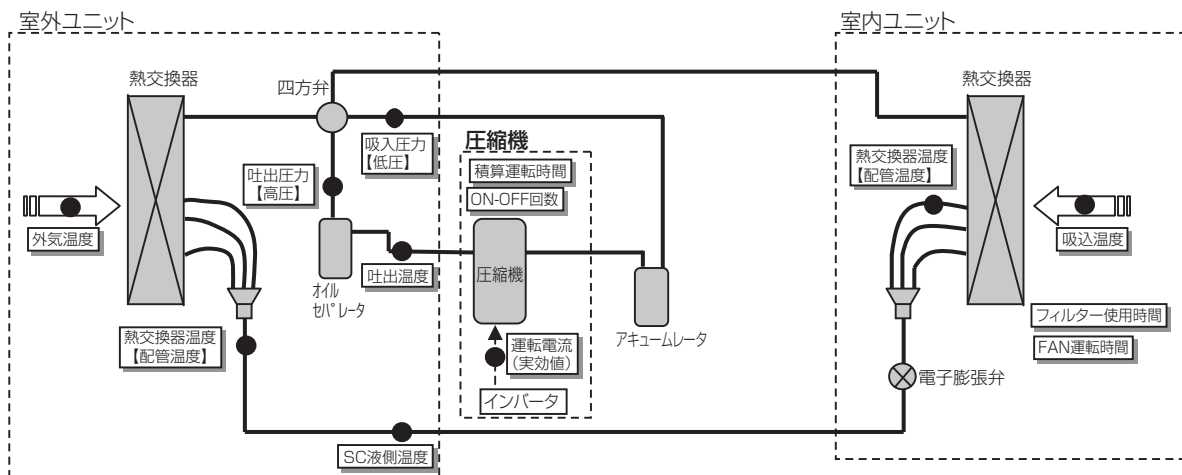 室外ユニット
室内ユニット
熱交換器
四方弁
吸入圧力
【低圧】
圧縮機
積算運転時間
ON-OFF回数
吐出圧力
【高圧】
外気温度
吐出温度
圧縮機
オイル
セパレータ
アキュームレータ
熱交換器温度
【配管温度】
運転電流
(実効値)
インバータ
SC液側温度
熱交換器
熱交換器温度
【配管温度】
吸込温度
フィルター使用時間
FAN運転時間
電子膨張弁